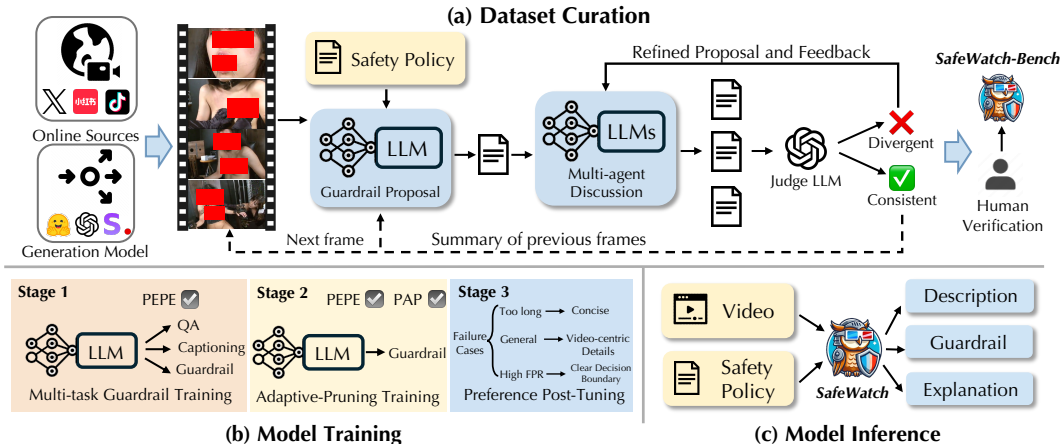 (a) Dataset Curation
Online Sources
小红书
Generation Model
Safety Policy
LLM
Guardrail Proposal
Next frame
Summary of previous frames
Refined Proposal and Feedback
LLMs
Multi-agent
Discussion
Judge LLM
Divergent
Consistent
SafeWatch-Bench
Human
Verification
Stage 1
PEPE
LLM
QA
Captioning
Guardrail
Multi-task Guardrail Training
Stage 2
PEPE
PAP
LLM
Guardrail
Adaptive-Pruning Training
Stage 3
Failure
Cases
Too long
Concise
General
Video-centric
Details
High FPR
Clear Decision
Boundary
Preference Post-Tuning
(b) Model Training
Video
Safety
Policy
SafeWatch
Description
Guardrail
Explanation
(c) Model Inference